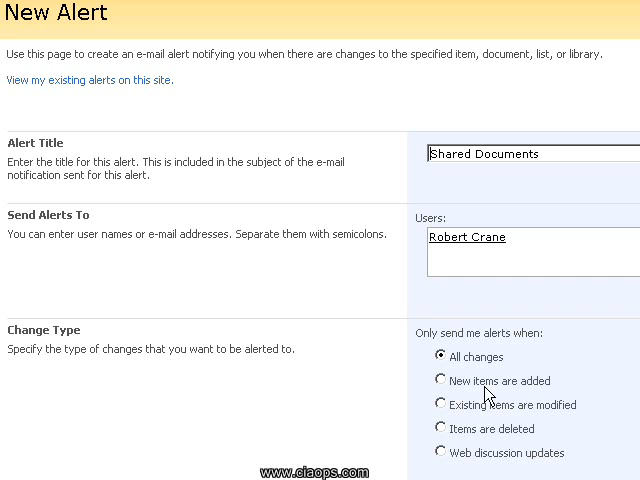 New Alert
Use this page to create an e-mail alert notifying you when there are changes to the specified item, document, list, or library.
View my existing alerts on this site.
Alert Title
Enter the title for this alert. This is included in the subject of the e-mail
notification sent for this alert.
Shared Documents
Send Alerts To
You can enter user names or e-mail addresses. Separate them with semicolons.
Users:
Robert Crane
Change Type
Specify the type of changes that you want to be alerted to.
Only send me alerts when:
All changes
New items are added
Existing items are modified
Items are deleted
Web discussion updates
www.ciaops.com